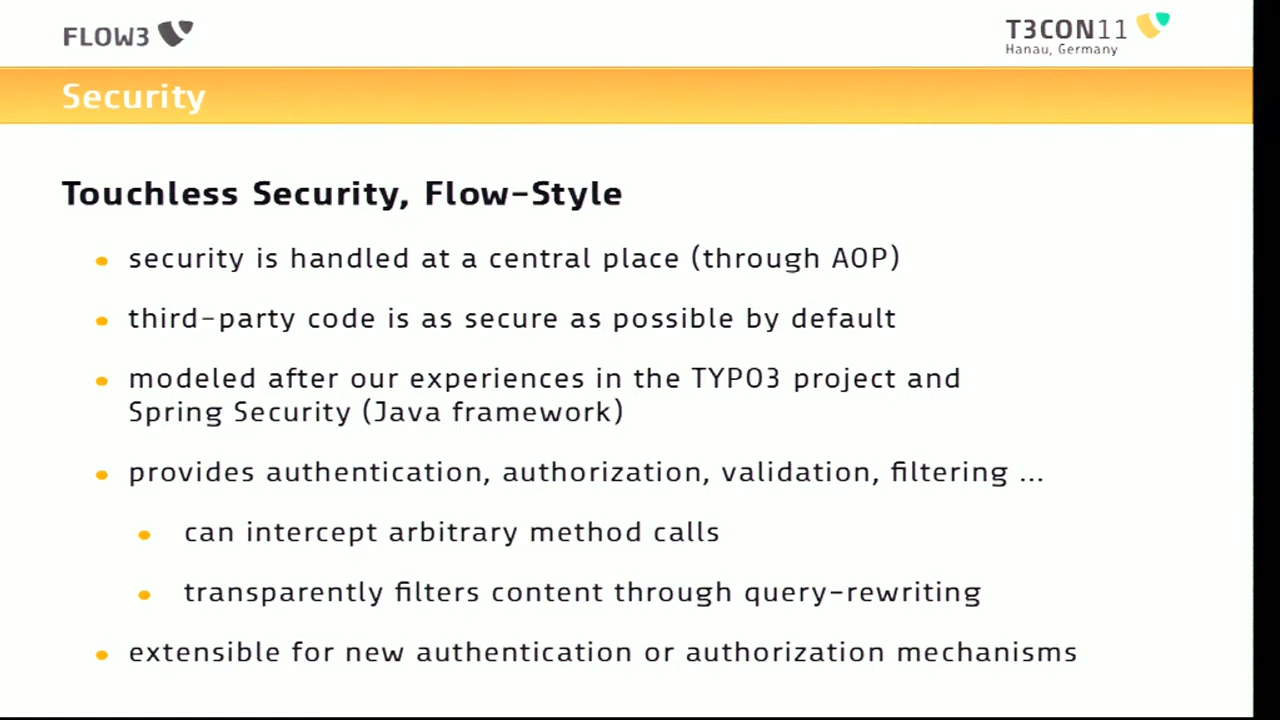 FLOW3
T3CON11
Hanau, Germany
Security
Touchless Security, Flow-Style
security is handled at a central place (through AOP)
third-party code is as secure as possible by default
modeled after our experiences in the TYPO3 project and
Spring Security (Java framework)
provides authentication, authorization, validation, filtering ...
can intercept arbitrary method calls
transparently filters content through query-rewriting
extensible for new authentication or authorization mechanisms